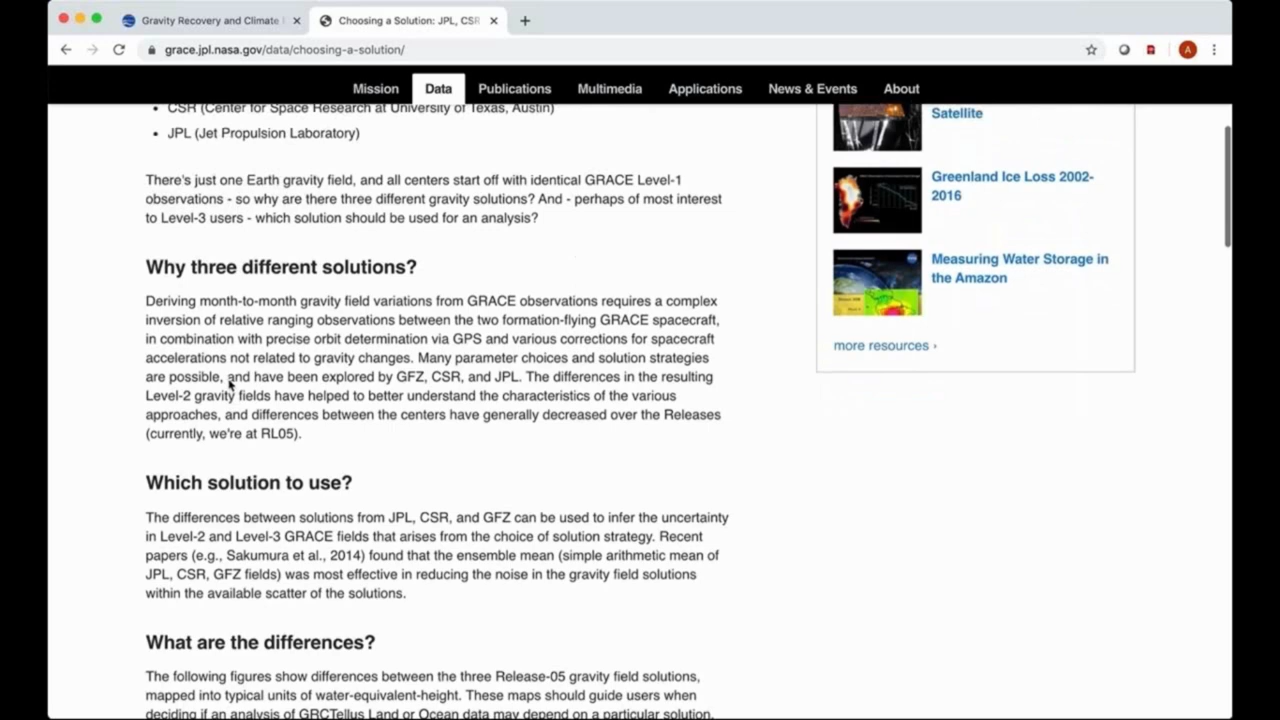 Gravity Recovery and Climate
Choosing a Solution: JPL, CSR
grace.jpl.nasa.gov/data/choosing-a-solution/
A
Mission
Data
Publications
Multimedia
Applications
News & Events
About
• CSR (Center for Space Research at University of Texas, Austin)
• JPL (Jet Propulsion Laboratory)
There's just one Earth gravity field, and all centers start off with identical GRACE Level-1
observations - so why are there three different gravity solutions? And - perhaps of most interest
to Level-3 users - which solution should be used for an analysis?
Why three different solutions?
Deriving month-to-month gravity field variations from GRACE observations requires a complex
inversion of relative ranging observations between the two formation-flying GRACE spacecraft,
in combination with precise orbit determination via GPS and various corrections for spacecraft
accelerations not related to gravity changes. Many parameter choices and solution strategies
are possible, and have been explored by GFZ, CSR, and JPL. The differences in the resulting
Level-2 gravity fields have helped to better understand the characteristics of the various
approaches, and differences between the centers have generally decreased over the Releases
(currently, we're at RL05).
Which solution to use?
The differences between solutions from JPL, CSR, and GFZ can be used to infer the uncertainty
in Level-2 and Level-3 GRACE fields that arises from the choice of solution strategy. Recent
papers (e.g., Sakumura et al., 2014) found that the ensemble mean (simple arithmetic mean of
JPL, CSR, GFZ fields) was most effective in reducing the noise in the gravity field solutions
within the available scatter of the solutions.
What are the differences?
The following figures show differences between the three Release-05 gravity field solutions,
mapped into typical units of water-equivalent-height. These maps should guide users when
deciding if an analysis of GRCTellus Land or Ocean data may depend on a particular solution.
Satellite
Greenland Ice Loss 2002-
2016
Measuring Water Storage in
the Amazon
more resources ›